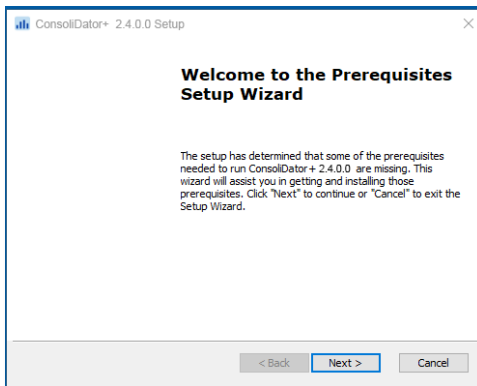 ConsoliDator+ 2.4.0.0 Setup
Welcome to the Prerequisites
Setup Wizard
The setup has determined that some of the prerequisites
needed to run ConsoliDator+ 2.4.0.0 are missing. This
wizard will assist you in getting and installing those
prerequisites. Click "Next" to continue or "Cancel" to exit the
Setup Wizard.
< Back Next > Cancel